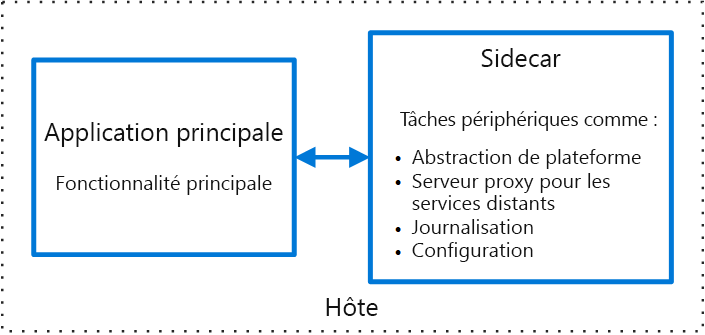 Application principale
Fonctionnalité principale
Sidecar
Tâches périphériques comme :
• Abstraction de plateforme
• Serveur proxy pour les
services distants
• Journalisation
• Configuration
Hôte